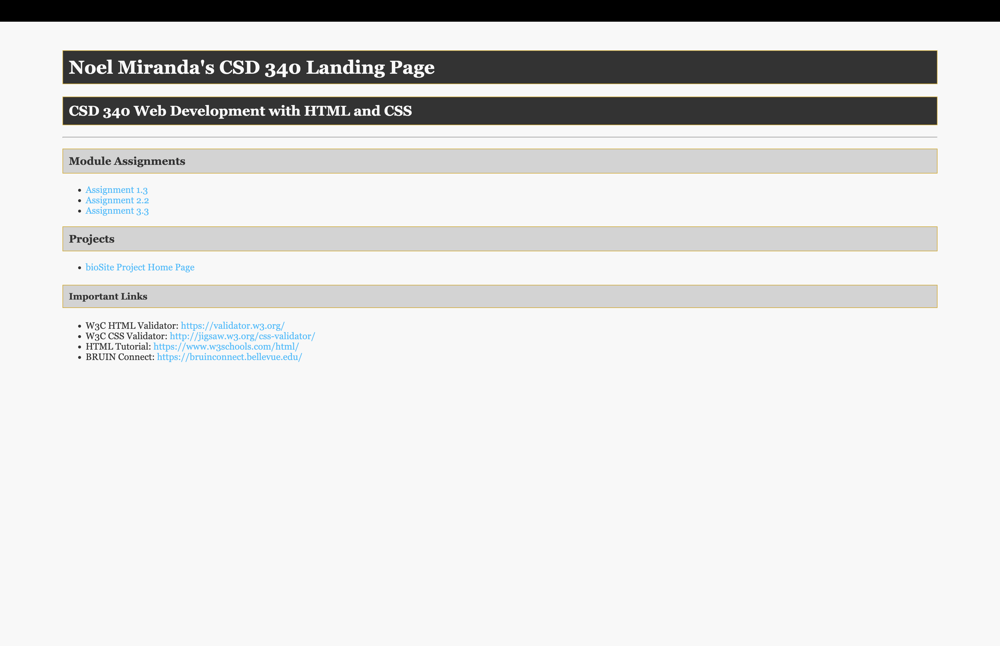 Noel Miranda's CSD 340 Landing Page
CSD 340 Web Development with HTML and CSS
Module Assignments
Assignment 1.3
Assignment 2.2
Assignment 3.3
Projects
bioSite Project Home Page
Important Links
W3C HTML Validator: https://validator.w3.org/
W3C CSS Validator: http://jigsaw.w3.org/css-validator/
HTML Tutorial: https://www.w3schools.com/html/
BRUIN Connect: https://bruinconnect.bellevue.edu/